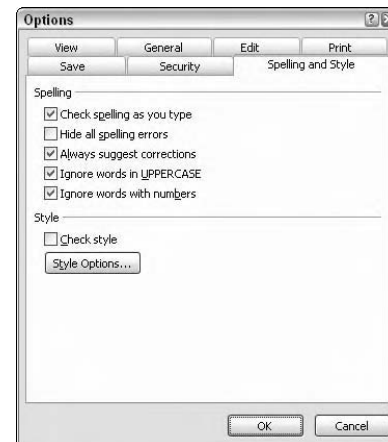 Options
View General Edit Print
Save Security Spelling and Style
Spelling
Check spelling as you type
Hide all spelling errors
Always suggest corrections
Ignore words in UPPERCASE
Ignore words with numbers
Style
Check style
Style Options...
OK Cancel